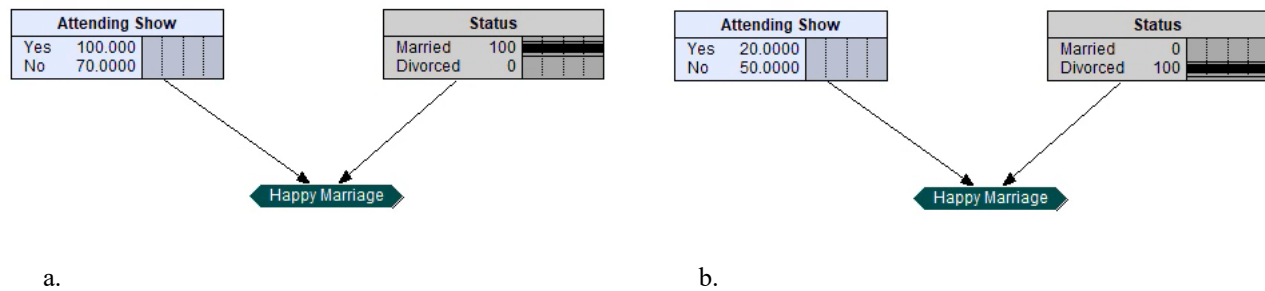 Attending Show
Yes 100.000
No 70.0000
Status
Married 100
Divorced 0
Happy Marriage
a.
Attending Show
Yes 20.0000
No 50.0000
Status
Married 0
Divorced 100
Happy Marriage
b.